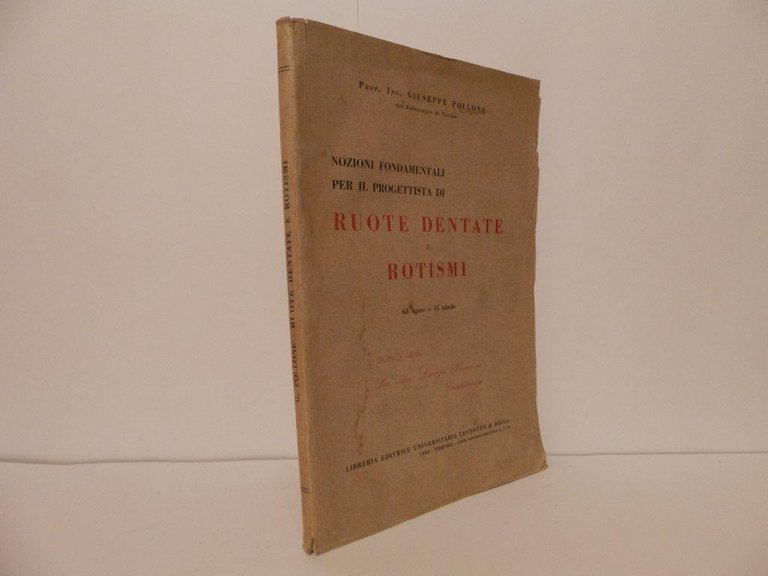 PROF. ING. GIUSEPPE POLLONE
del Politecnico di Torino
NOZIONI FONDAMENTALI
PER IL PROGETTISTA DI
RUOTE DENTATE
E
ROTISMI
65 figure e 15 tabelle
DONO
LIBRERIA EDITRICE UNIVERSITARIA LEVROTTO & BELLA
TORINO
G. POLLONE - RUOTE DENTATE E ROTISMI